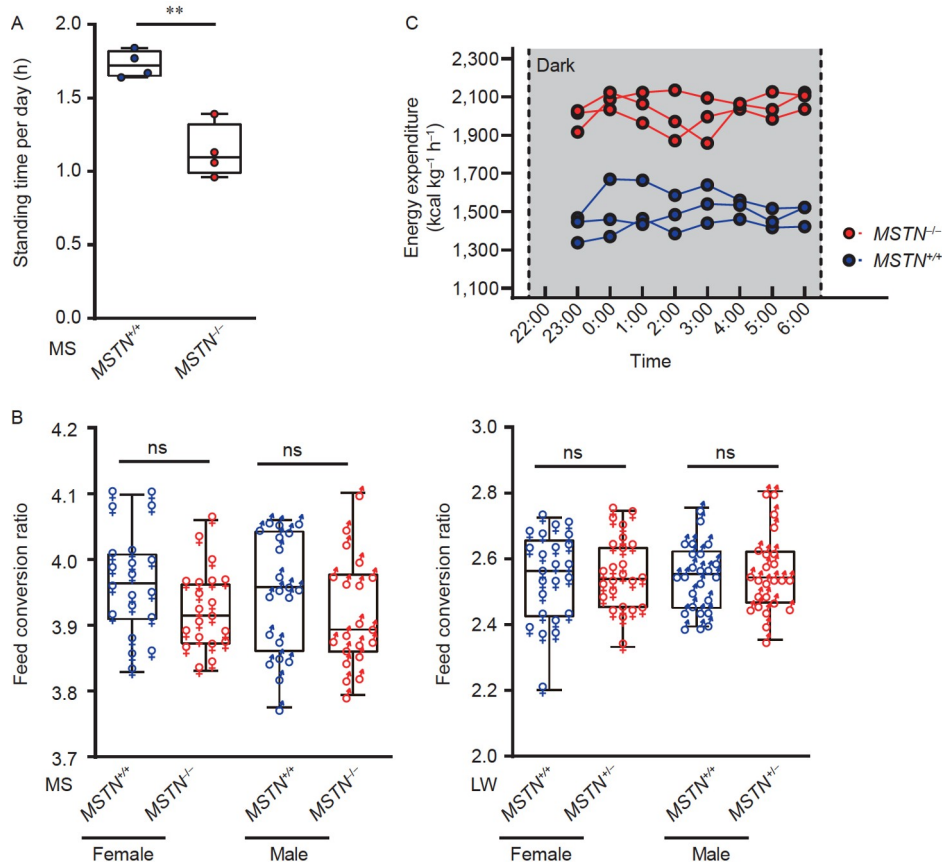 A
Standing time per day (h)
2.0
1.5
1.0
0.5
0.0
**
MS
MSTN+/+
MSTN–/–
C
Energy expenditure
(kcal kg–1 h–1)
2,300
2,100
1,900
1,700
1,500
1,300
1,100
Dark
22:00
23:00
0:00
1:00
2:00
3:00
4:00
5:00
6:00
Time
MSTN–/–
MSTN+/+
B
Feed conversion ratio
4.2
4.1
4.0
3.9
3.8
3.7
ns
ns
MS
MSTN+/+
MSTN–/–
MSTN+/+
MSTN–/–
Female
Male
Feed conversion ratio
3.0
2.8
2.6
2.4
2.2
2.0
ns
ns
LW
MSTN+/+
MSTN+/–
MSTN+/+
MSTN+/–
Female
Male